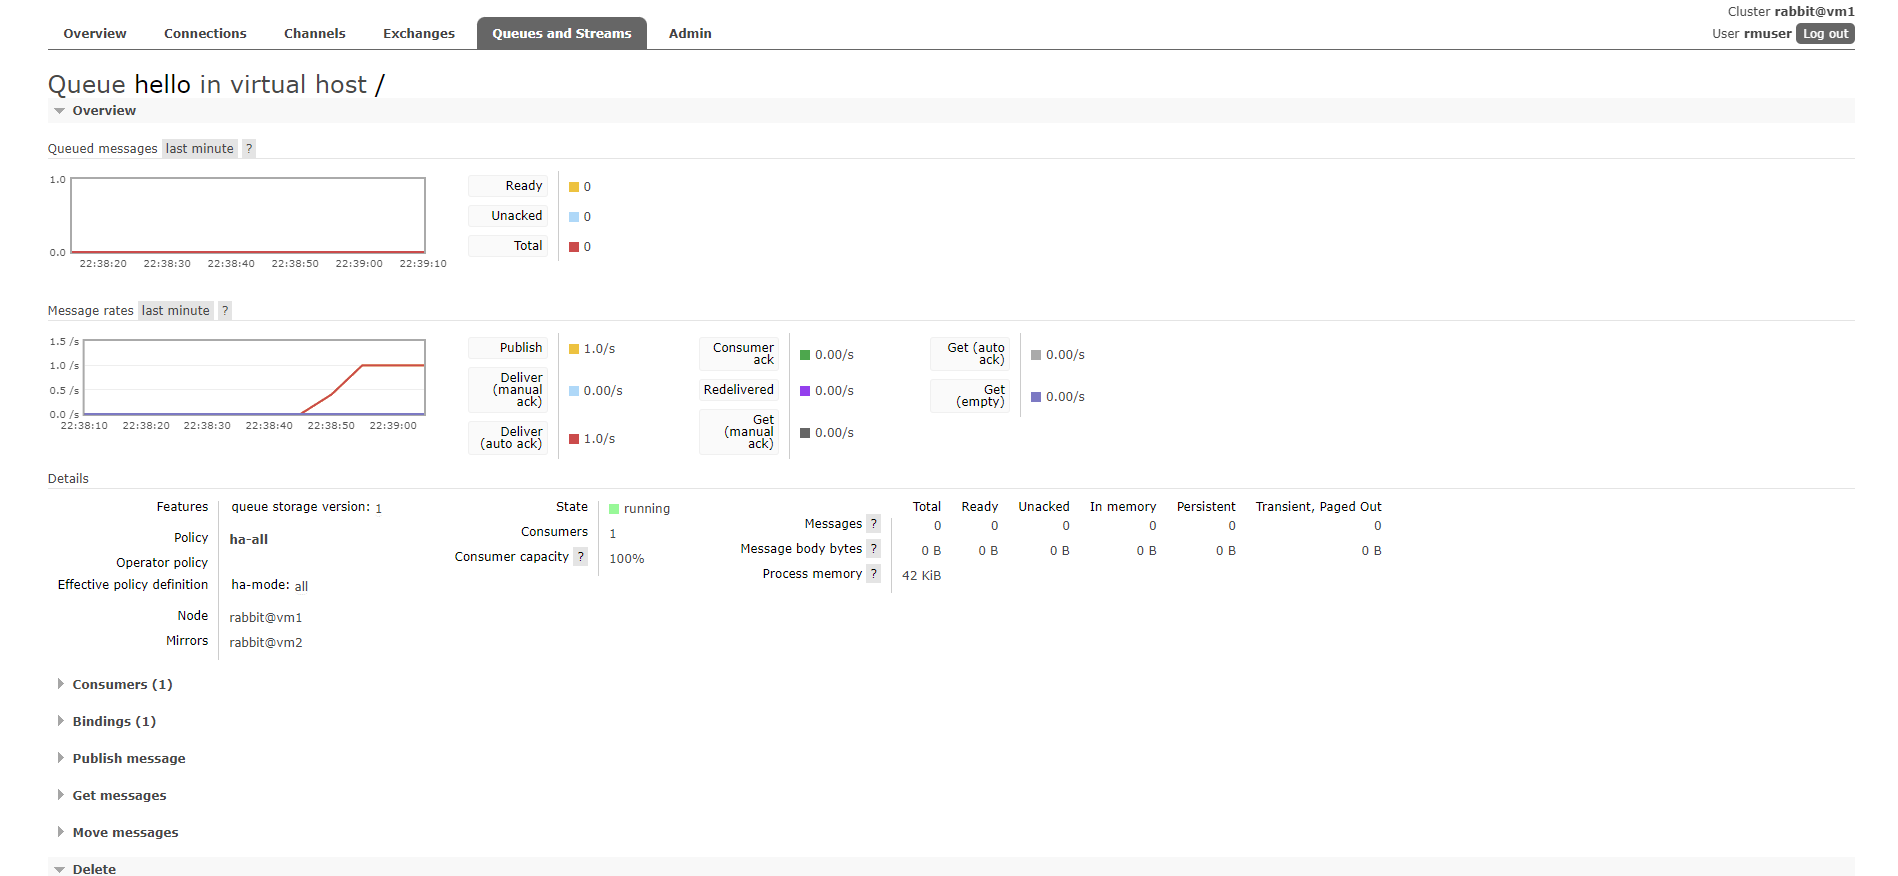 Cluster rabbit@vm1
Overview Connections Channels Exchanges Queues and Streams Admin
User rmuser Log out
Queue hello in virtual host /
Overview
Queued messages last minute ?
1.0
0.0
22:38:20 22:38:30 22:38:40 22:38:50 22:39:00 22:39:10
Ready 0
Unacked 0
Total 0
Message rates last minute ?
1.5 /s
1.0 /s
0.5 /s
0.0 /s
22:38:10 22:38:20 22:38:30 22:38:40 22:38:50 22:39:00
Publish 1.0/s
Deliver
(manual
ack) 0.00/s
Deliver
(auto ack) 1.0/s
Consumer
ack 0.00/s
Redelivered 0.00/s
Get
(manual
ack) 0.00/s
Get (auto
ack) 0.00/s
Get
(empty) 0.00/s
Details
Features queue storage version: 1
Policy ha-all
Operator policy
Effective policy definition ha-mode: all
Node rabbit@vm1
Mirrors rabbit@vm2
State running
Consumers 1
Consumer capacity ? 100%
Total Ready Unacked In memory Persistent Transient, Paged Out
Messages ? 0 0 0 0 0 0
Message body bytes ? 0 B 0 B 0 B 0 B 0 B 0 B
Process memory ? 42 KiB
Consumers (1)
Bindings (1)
Publish message
Get messages
Move messages
Delete